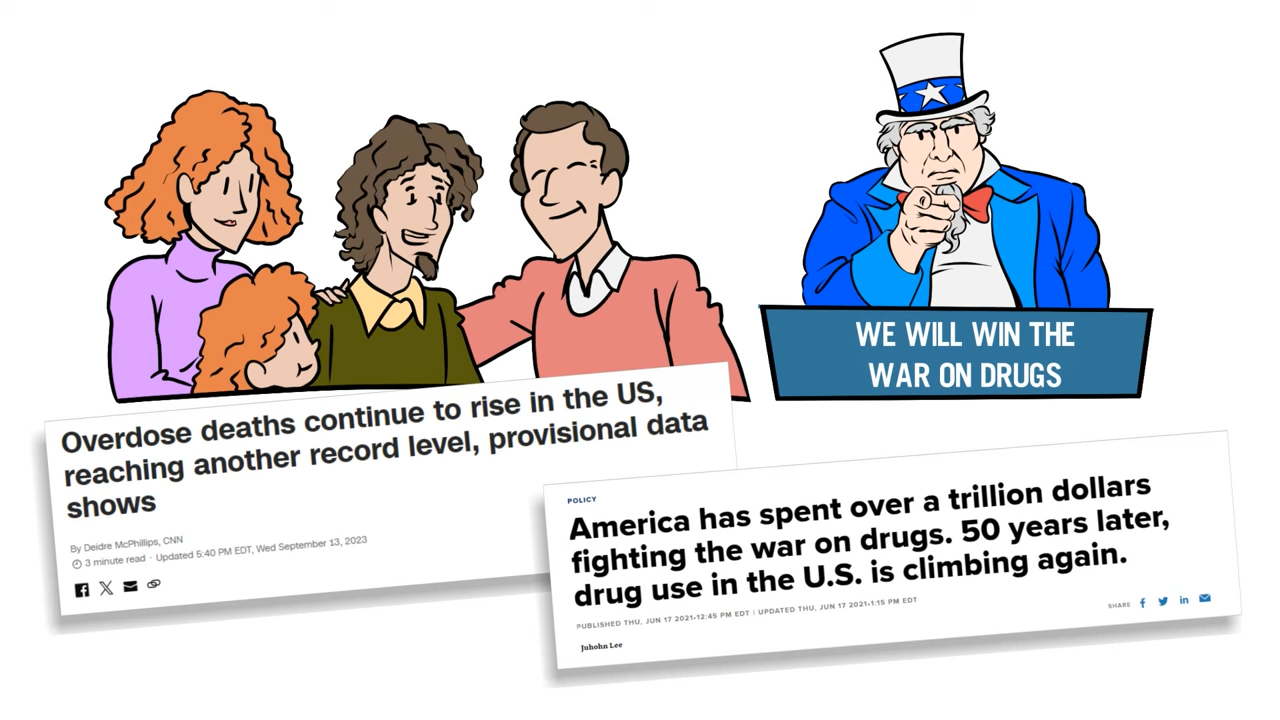 WE WILL WIN THE
WAR ON DRUGS
Overdose deaths continue to rise in the US,
reaching another record level, provisional data
shows
By Deidre McPhillips, CNN
3 minute read · Updated 5:40 PM EDT, Wed September 13, 2023
POLICY
America has spent over a trillion dollars
fighting the war on drugs. 50 years later,
drug use in the U.S. is climbing again.
PUBLISHED THU, JUN 17 2021•12:45 PM EDT | UPDATED THU, JUN 17 2021•1:15 PM EDT
SHARE
Juhohn Lee